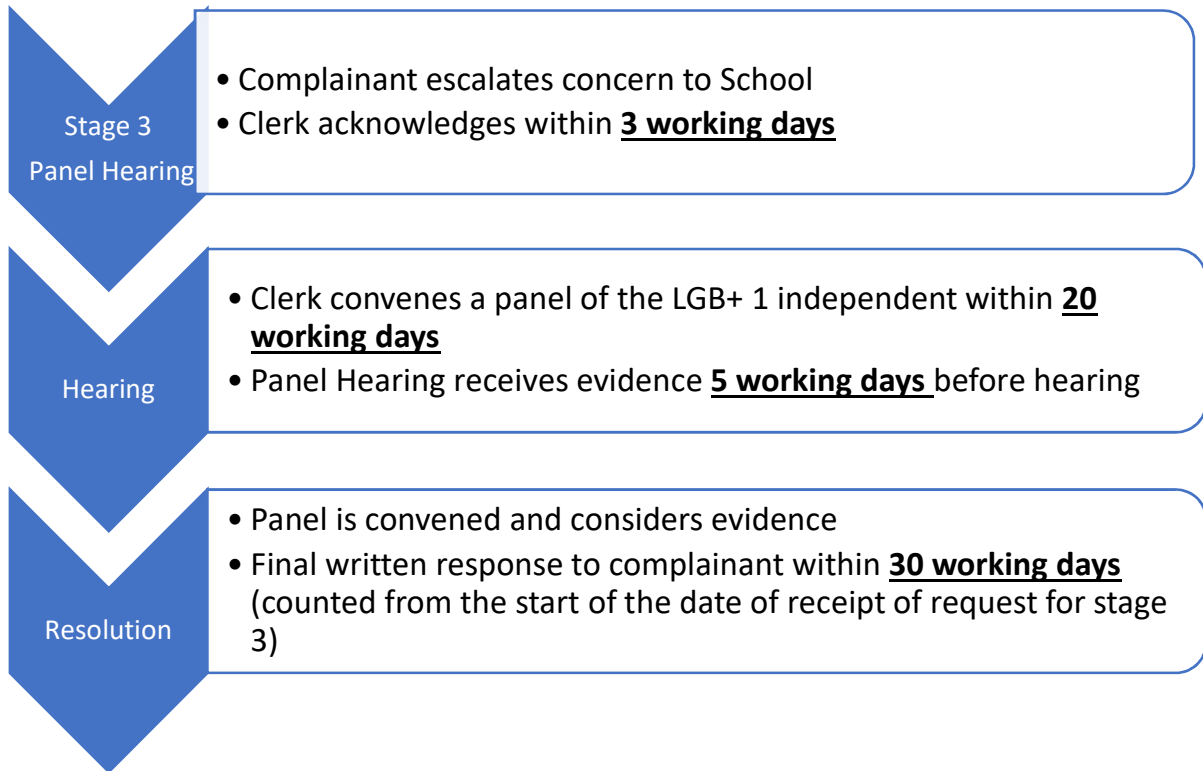 Stage 3
Panel Hearing
• Complainant escalates concern to School
• Clerk acknowledges within 3 working days
Hearing
• Clerk convenes a panel of the LGB+ 1 independent within 20
working days
• Panel Hearing receives evidence 5 working days before hearing
Resolution
• Panel is convened and considers evidence
• Final written response to complainant within 30 working days
(counted from the start of the date of receipt of request for stage
3)